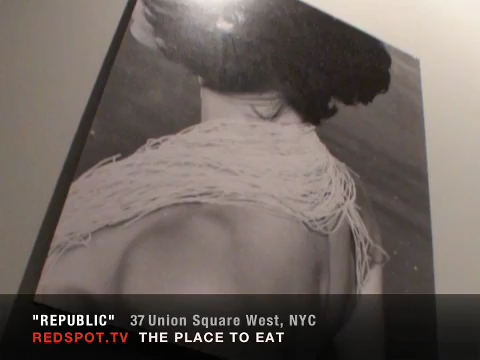 "REPUBLIC" 37 Union Square West, NYC
REDSPOT.TV THE PLACE TO EAT